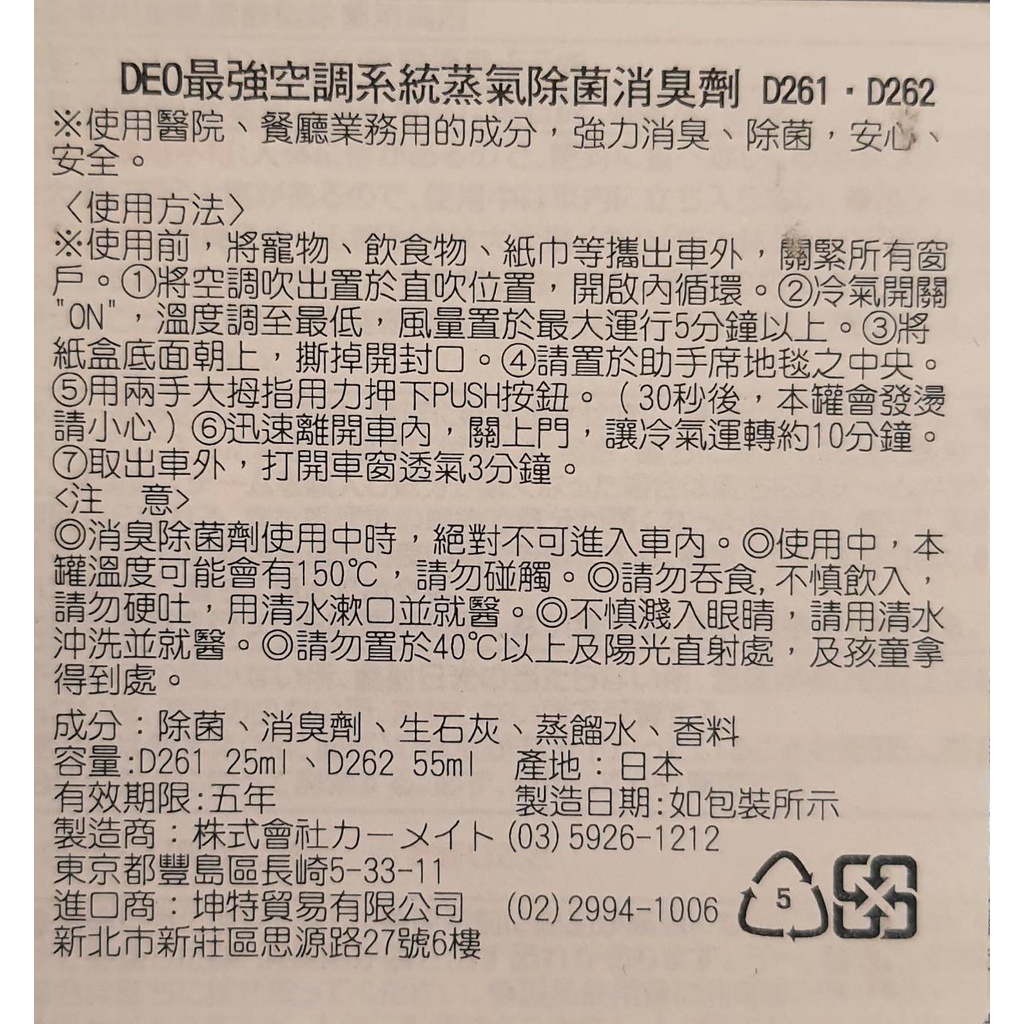 DEO最強空調系統蒸氣除菌消臭劑 D261・D262
※使用醫院、餐廳業務用的成分，強力消臭、除菌，安心、
安全。
〈使用方法〉
※使用前，將寵物、飲食物、紙巾等攜出車外，關緊所有窗
戶。①將空調吹出置於直吹位置，開啟內循環。②冷氣開關
"ON"，溫度調至最低，風量置於最大運行5分鐘以上。③將
紙盒底面朝上，撕掉開封口。④請置於助手席地毯之中央。
⑤用兩手大拇指用力押下PUSH按鈕。（30秒後，本罐會發燙
請小心）⑥迅速離開車內，關上門，讓冷氣運轉約10分鐘。
⑦取出車外，打開車窗透氣3分鐘。
<注　意>
◎消臭除菌劑使用中時，絕對不可進入車內。◎使用中，本
罐溫度可能會有150℃，請勿碰觸。◎請勿吞食,不慎飲入，
請勿硬吐，用清水漱口並就醫。◎不慎濺入眼睛，請用清水
沖洗並就醫。◎請勿置於40℃以上及陽光直射處，及孩童拿
得到處。
成分：除菌、消臭劑、生石灰、蒸餾水、香料
容量:D261 25ml、D262 55ml 產地：日本
有效期限:五年 製造日期:如包裝所示
製造商：株式會社カーメイト (03)5926-1212
東京都豐島區長崎5-33-11
進口商：坤特貿易有限公司 (02)2994-1006
新北市新莊區思源路27號6樓
5